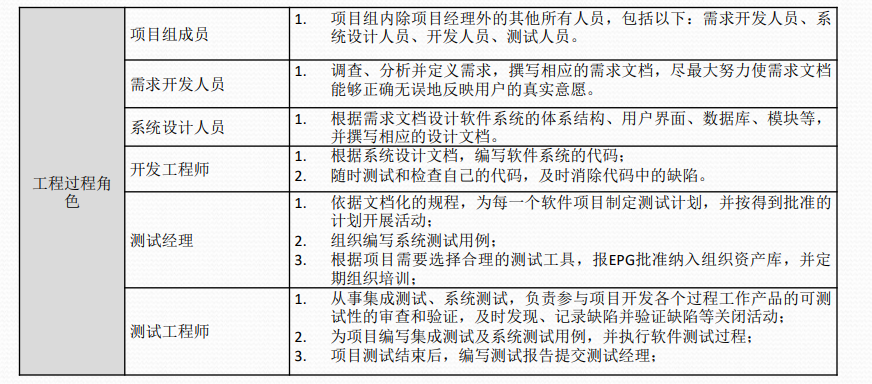 工程过程角
色
项目组成员
1. 项目组内除项目经理外的其他所有人员，包括以下：需求开发人员、系
统设计人员、开发人员、测试人员。
需求开发人员
1. 调查、分析并定义需求，撰写相应的需求文档，尽最大努力使需求文档
能够正确无误地反映用户的真实意愿。
系统设计人员
1. 根据需求文档设计软件系统的体系结构、用户界面、数据库、模块等，
并撰写相应的设计文档。
开发工程师
1. 根据系统设计文档，编写软件系统的代码；
2. 随时测试和检查自己的代码，及时消除代码中的缺陷。
测试经理
1. 依据文档化的规程，为每一个软件项目制定测试计划，并按得到批准的
计划开展活动；
2. 组织编写系统测试用例；
3. 根据项目需要选择合理的测试工具，报EPG批准纳入组织资产库，并定
期组织培训；
测试工程师
1. 从事集成测试、系统测试，负责参与项目开发各个过程工作产品的可测
试性的审查和验证，及时发现、记录缺陷并验证缺陷等关闭活动；
2. 为项目编写集成测试及系统测试用例，并执行软件测试过程；
3. 项目测试结束后，编写测试报告提交测试经理；